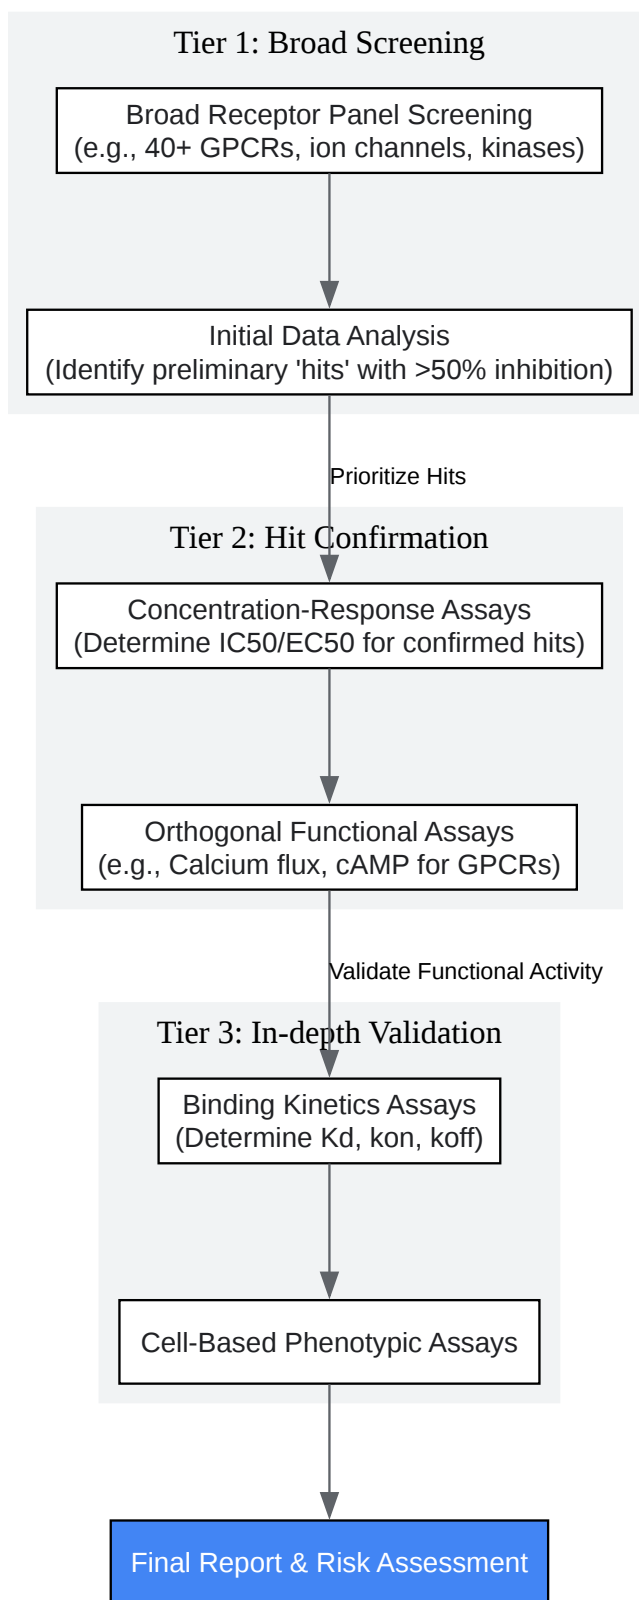 Tier 1: Broad Screening
Broad Receptor Panel Screening
(e.g., 40+ GPCRs, ion channels, kinases)
Initial Data Analysis
(Identify preliminary 'hits' with >50% inhibition)
Prioritize Hits
Tier 2: Hit Confirmation
Concentration-Response Assays
(Determine IC50/EC50 for confirmed hits)
Orthogonal Functional Assays
(e.g., Calcium flux, cAMP for GPCRs)
Validate Functional Activity
Tier 3: In-depth Validation
Binding Kinetics Assays
(Determine Kd, kon, koff)
Cell-Based Phenotypic Assays
Final Report & Risk Assessment